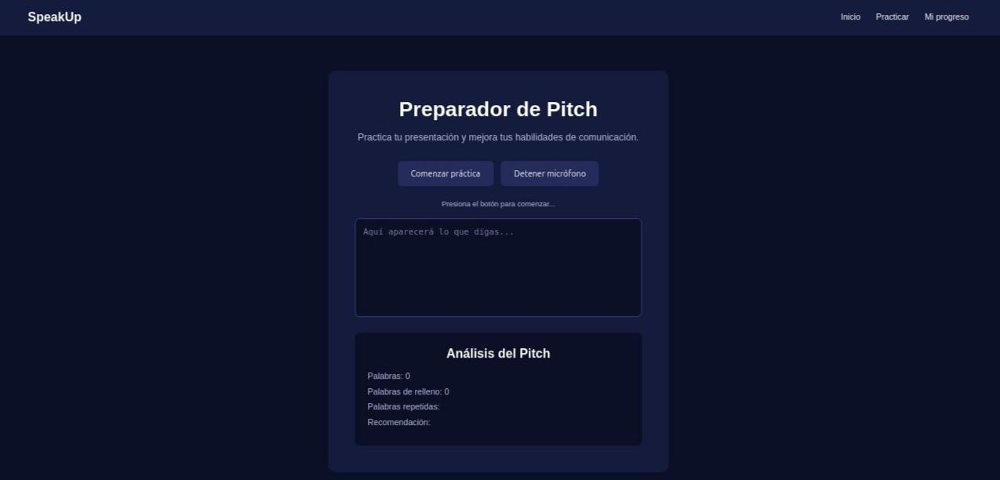 SpeakUp
Inicio Practicar Mi progreso
Preparador de Pitch
Practica tu presentación y mejora tus habilidades de comunicación.
Comenzar práctica Detener micrófono
Presiona el botón para comenzar...
Aquí aparecerá lo que digas...
Análisis del Pitch
Palabras: 0
Palabras de relleno: 0
Palabras repetidas:
Recomendación: